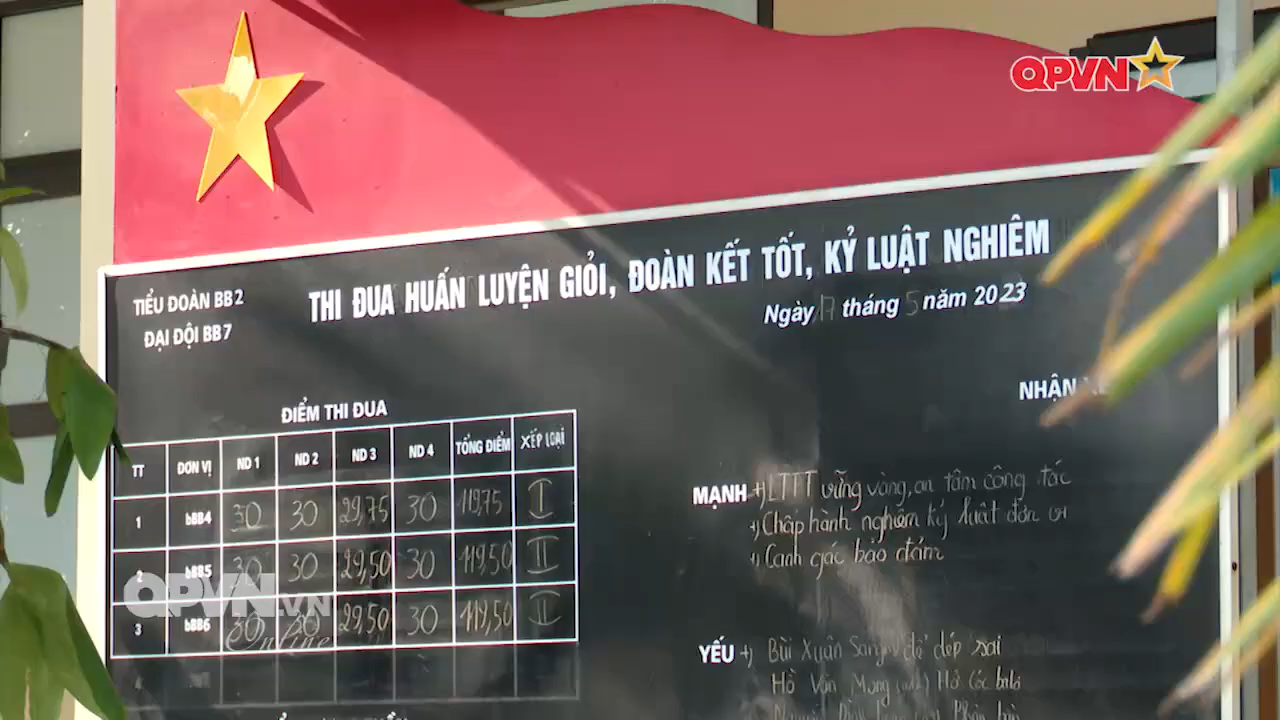 QPVN
THI ĐUA HUẤN LUYỆN GIỎI, ĐOÀN KẾT TỐT, KỶ LUẬT NGHIÊM
TIỂU ĐOÀN BB2
ĐẠI ĐỘI BB7
Ngày 17 tháng 5 năm 2023
ĐIỂM THI ĐUA
TT ĐƠN VỊ ND 1 ND 2 ND 3 ND 4 TỔNG ĐIỂM XẾP LOẠI
1 bBB4 30 30 29,75 30 119,75 I
2 bBB5 30 30 29,50 30 119,50 II
3 bBB6 30 30 29,50 30 119,50 II
4
QPVN.VN
Online
NHẬN
MẠNH +) LTTT vững vàng, an tâm công tác
+) Chấp hành nghiêm kỷ luật đơn vị
+) Canh gác bảo đảm
YẾU +) Bùi Xuân để dép sai
Hồ Văn